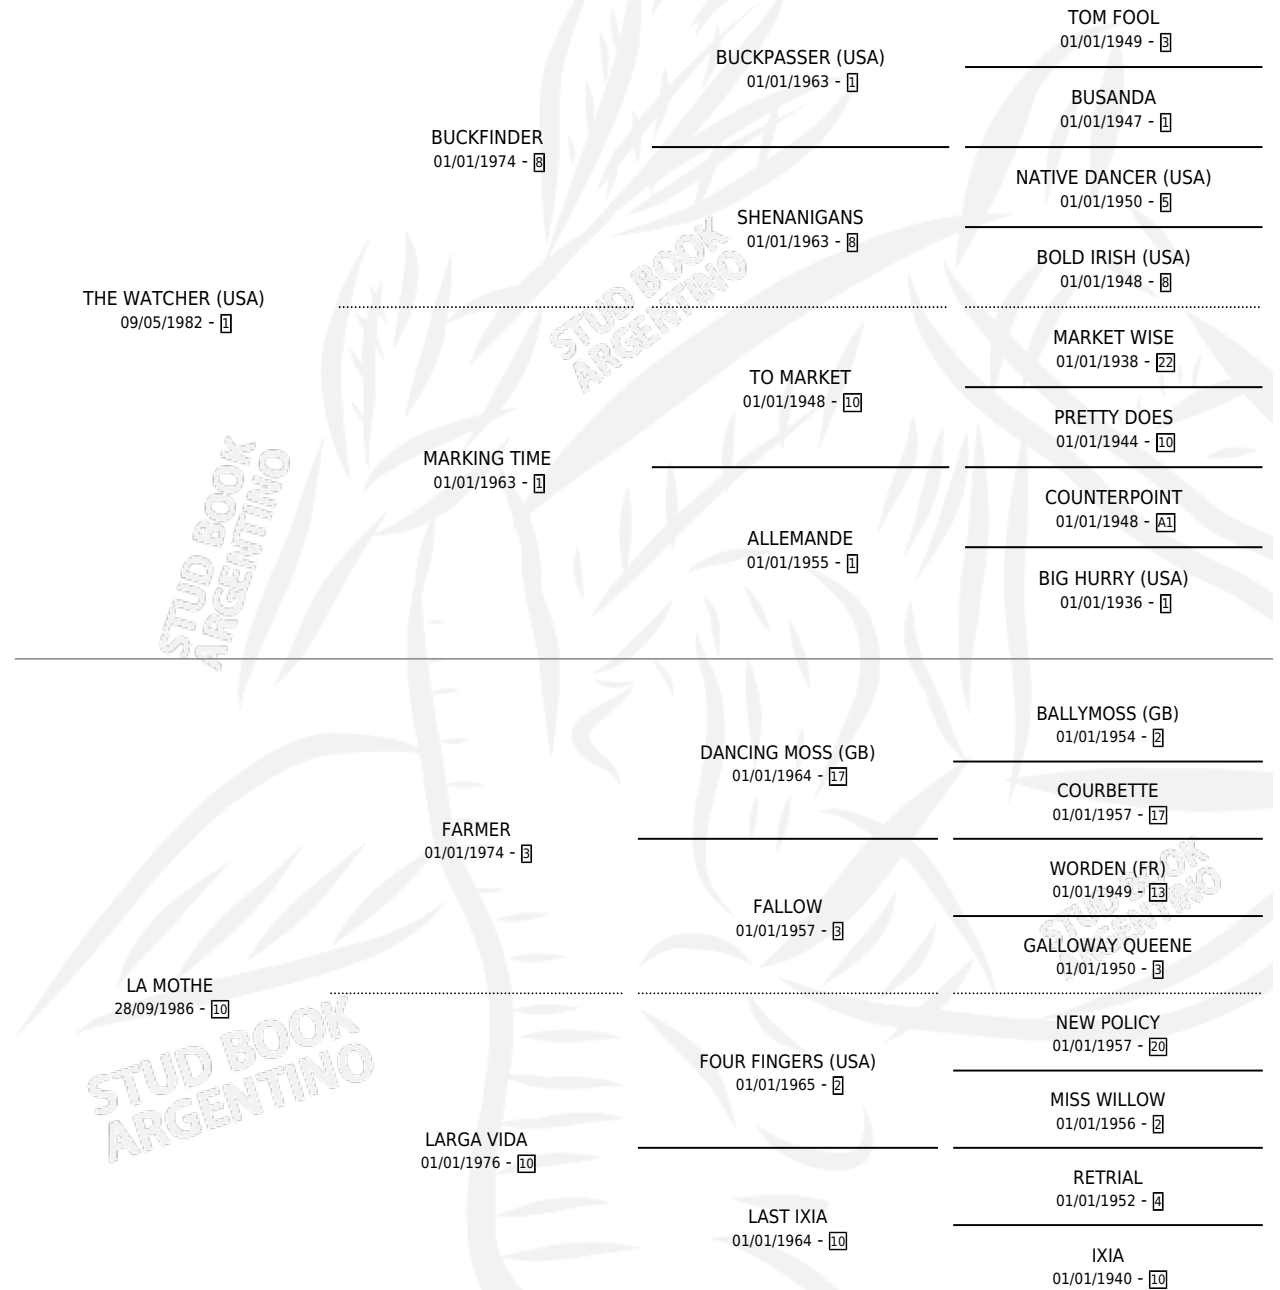 TOM FOOL
01/01/1949 - 3
BUCKPASSER (USA)
01/01/1963 - 1
BUSANDA
01/01/1947 - 1
BUCKFINDER
01/01/1974 - 8
NATIVE DANCER (USA)
01/01/1950 - 5
SHENANIGANS
01/01/1963 - 8
BOLD IRISH (USA)
01/01/1948 - 8
THE WATCHER (USA)
09/05/1982 - 1
MARKET WISE
01/01/1938 - 22
TO MARKET
01/01/1948 - 10
PRETTY DOES
01/01/1944 - 10
MARKING TIME
01/01/1963 - 1
COUNTERPOINT
01/01/1948 - A1
ALLEMANDE
01/01/1955 - 1
BIG HURRY (USA)
01/01/1936 - 1
BALLYMOSS (GB)
01/01/1954 - 2
DANCING MOSS (GB)
01/01/1964 - 17
COURBETTE
01/01/1957 - 17
FARMER
01/01/1974 - 3
WORDEN (FR)
01/01/1949 - 13
FALLOW
01/01/1957 - 3
GALLOWAY QUEENE
01/01/1950 - 3
LA MOTHE
28/09/1986 - 10
NEW POLICY
01/01/1957 - 20
FOUR FINGERS (USA)
01/01/1965 - 2
MISS WILLOW
01/01/1956 - 2
LARGA VIDA
01/01/1976 - 10
RETRIAL
01/01/1952 - 4
LAST IXIA
01/01/1964 - 10
IXIA
01/01/1940 - 10
STUD BOOK
ARGENTINO
STUD BOOK
ARGENTINO
STUD BOOK
ARGENTINO
STUD BOOK
ARGENTINO